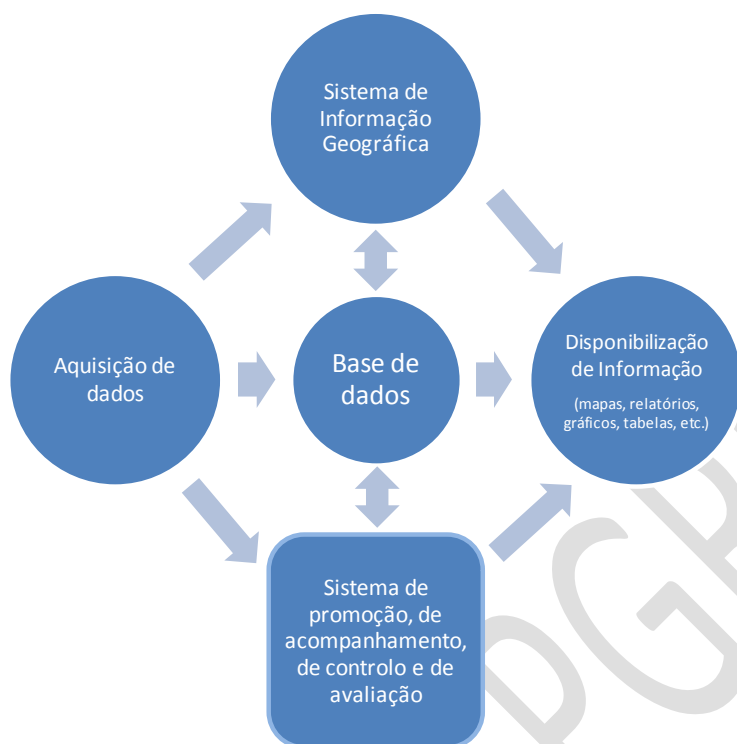 Sistema de
Informação
Geográfica
Aquisição de
dados
Base de
dados
Disponibilização
de Informação
(mapas, relatórios,
gráficos, tabelas, etc.)
Sistema de
promoção, de
acompanhamento,
de controlo e de
avaliação